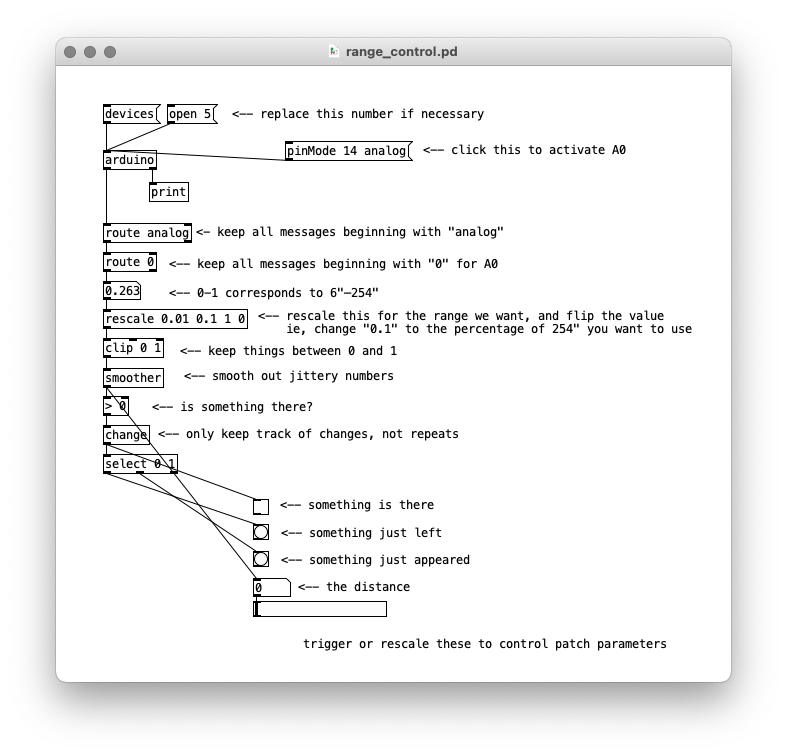 range_control.pd
devices
open 5
<-- replace this number if necessary
pinMode 14 analog
<-- click this to activate A0
arduino
print
route analog
<- keep all messages beginning with "analog"
route 0
<-- keep all messages beginning with "0" for A0
0.263
<-- 0-1 corresponds to 6"-254"
rescale 0.01 0.1 1 0
<-- rescale this for the range we want, and flip the value
ie, change "0.1" to the percentage of 254" you want to use
clip 0 1
<-- keep things between 0 and 1
smoother
<-- smooth out jittery numbers
> 0
<-- is something there?
change
<-- only keep track of changes, not repeats
select 0 1
<-- something is there
<-- something just left
<-- something just appeared
0
<-- the distance
trigger or rescale these to control patch parameters